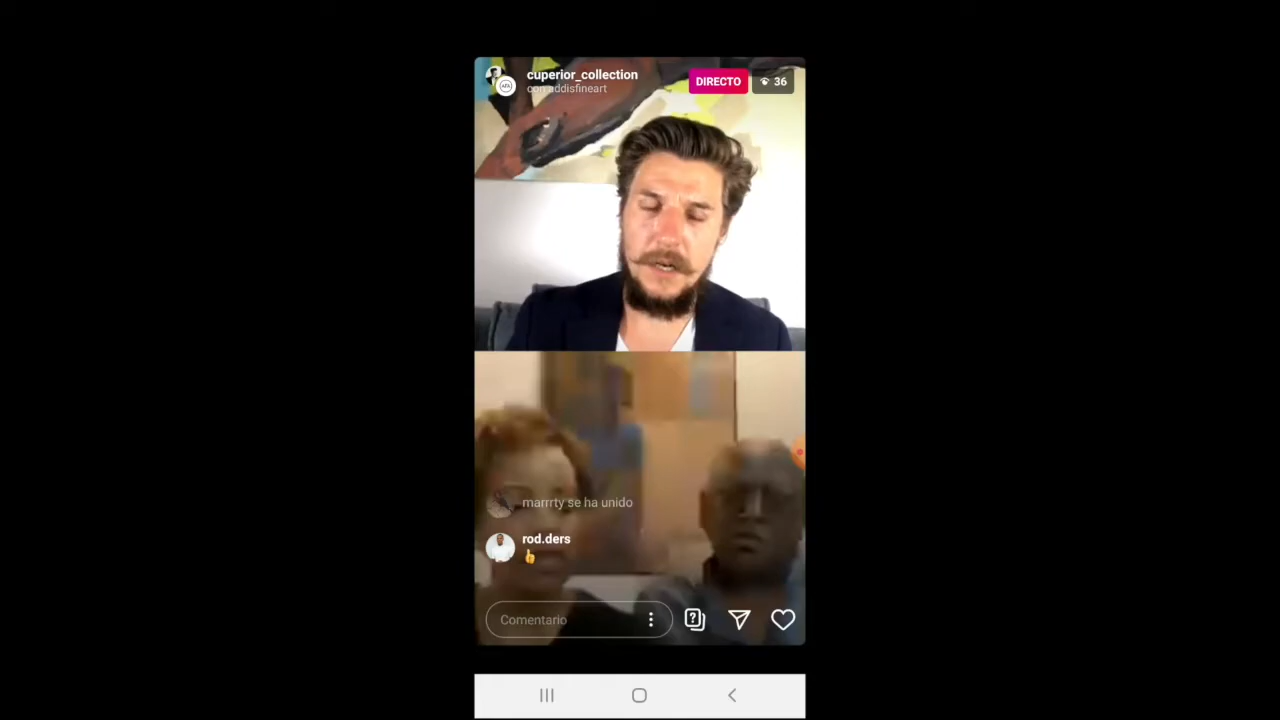 cuperior_collection
con addisfineart
DIRECTO
36
marrrty se ha unido
rod.ders
👍
Comentario